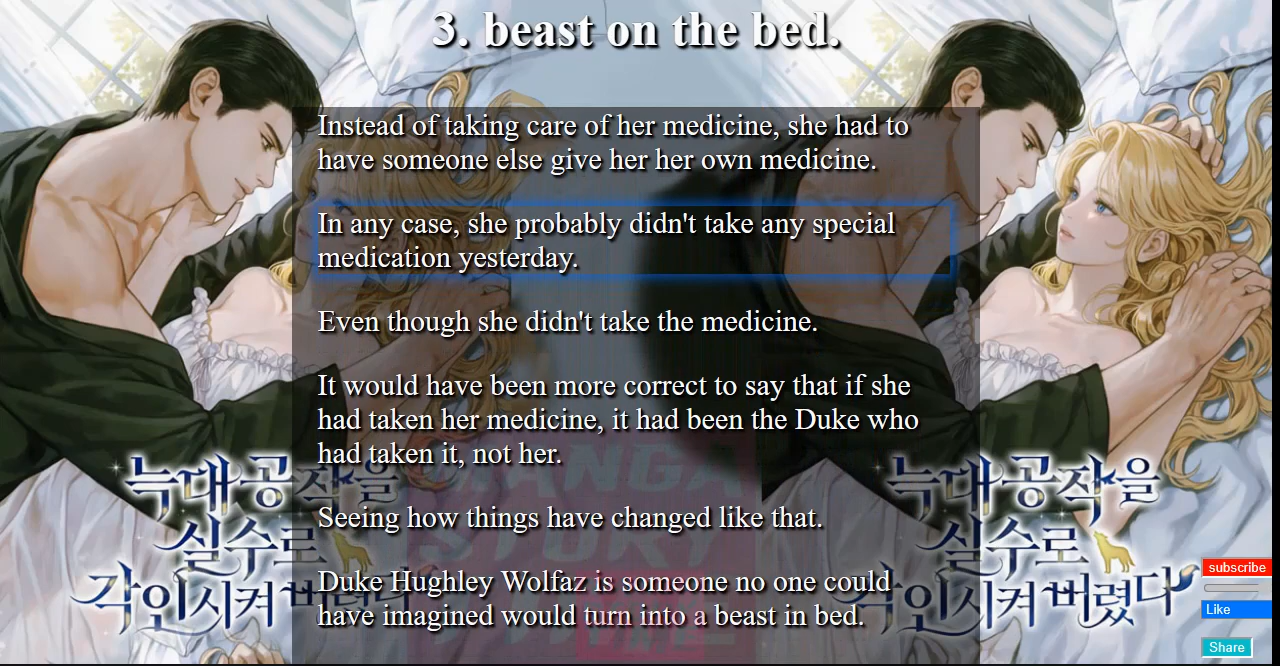 3. beast on the bed.
Instead of taking care of her medicine, she had to
have someone else give her her own medicine.
In any case, she probably didn't take any special
medication yesterday.
Even though she didn't take the medicine.
It would have been more correct to say that if she
had taken her medicine, it had been the Duke who
had taken it, not her.
Seeing how things have changed like that.
Duke Hughley Wolfaz is someone no one could
have imagined would turn into a beast in bed.
늑대 공작을
실수로
각인시켜 버렸다
MANGA
STORY
늑대 공작을
실수로
각인시켜 버렸다
subscribe
Like
Share